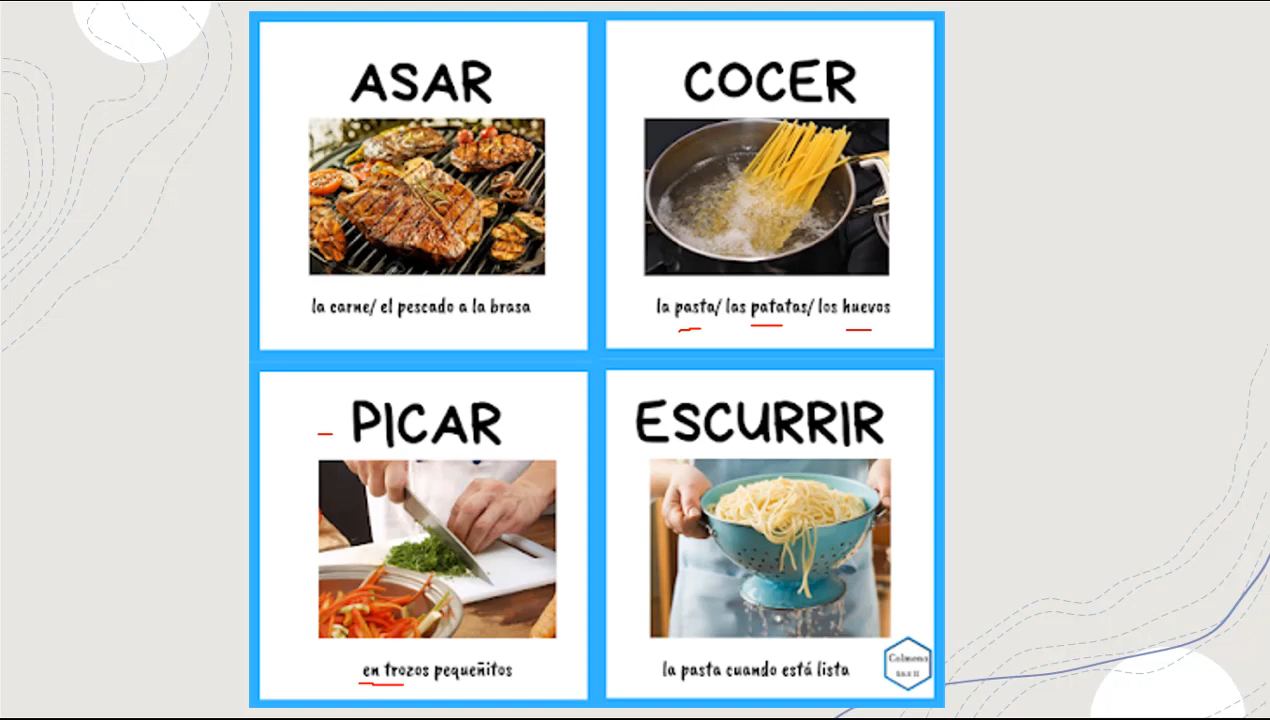 ASAR
la carne/ el pescado a la brasa
COCER
la pasta/ las patatas/ los huevos
PICAR
en trozos pequeñitos
ESCURRIR
la pasta cuando está lista